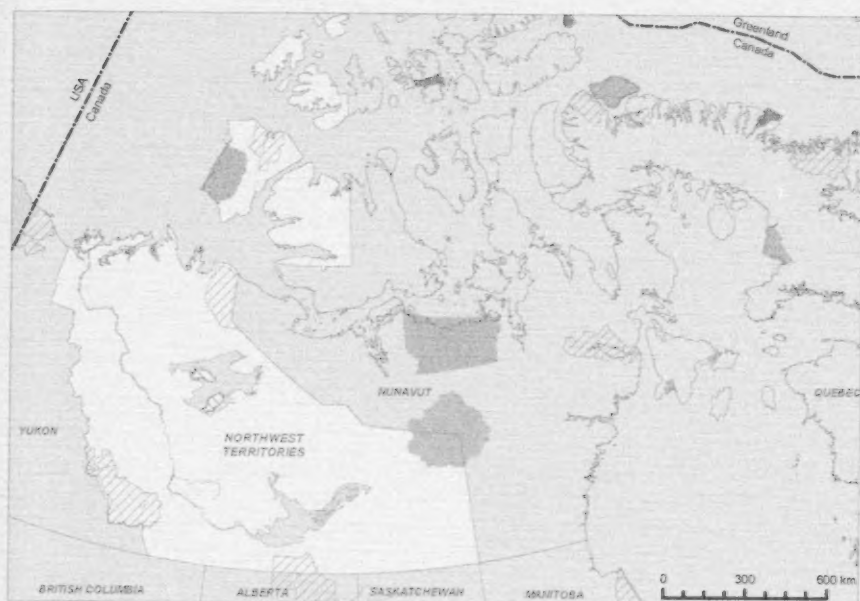 Greenland
Canada
USA
Canada
NUNAVUT
QUEBEC
YUKON
NORTHWEST
TERRITORIES
BRITISH COLUMBIA
ALBERTA
SASKATCHEWAN
MANITOBA
0 300 600 km